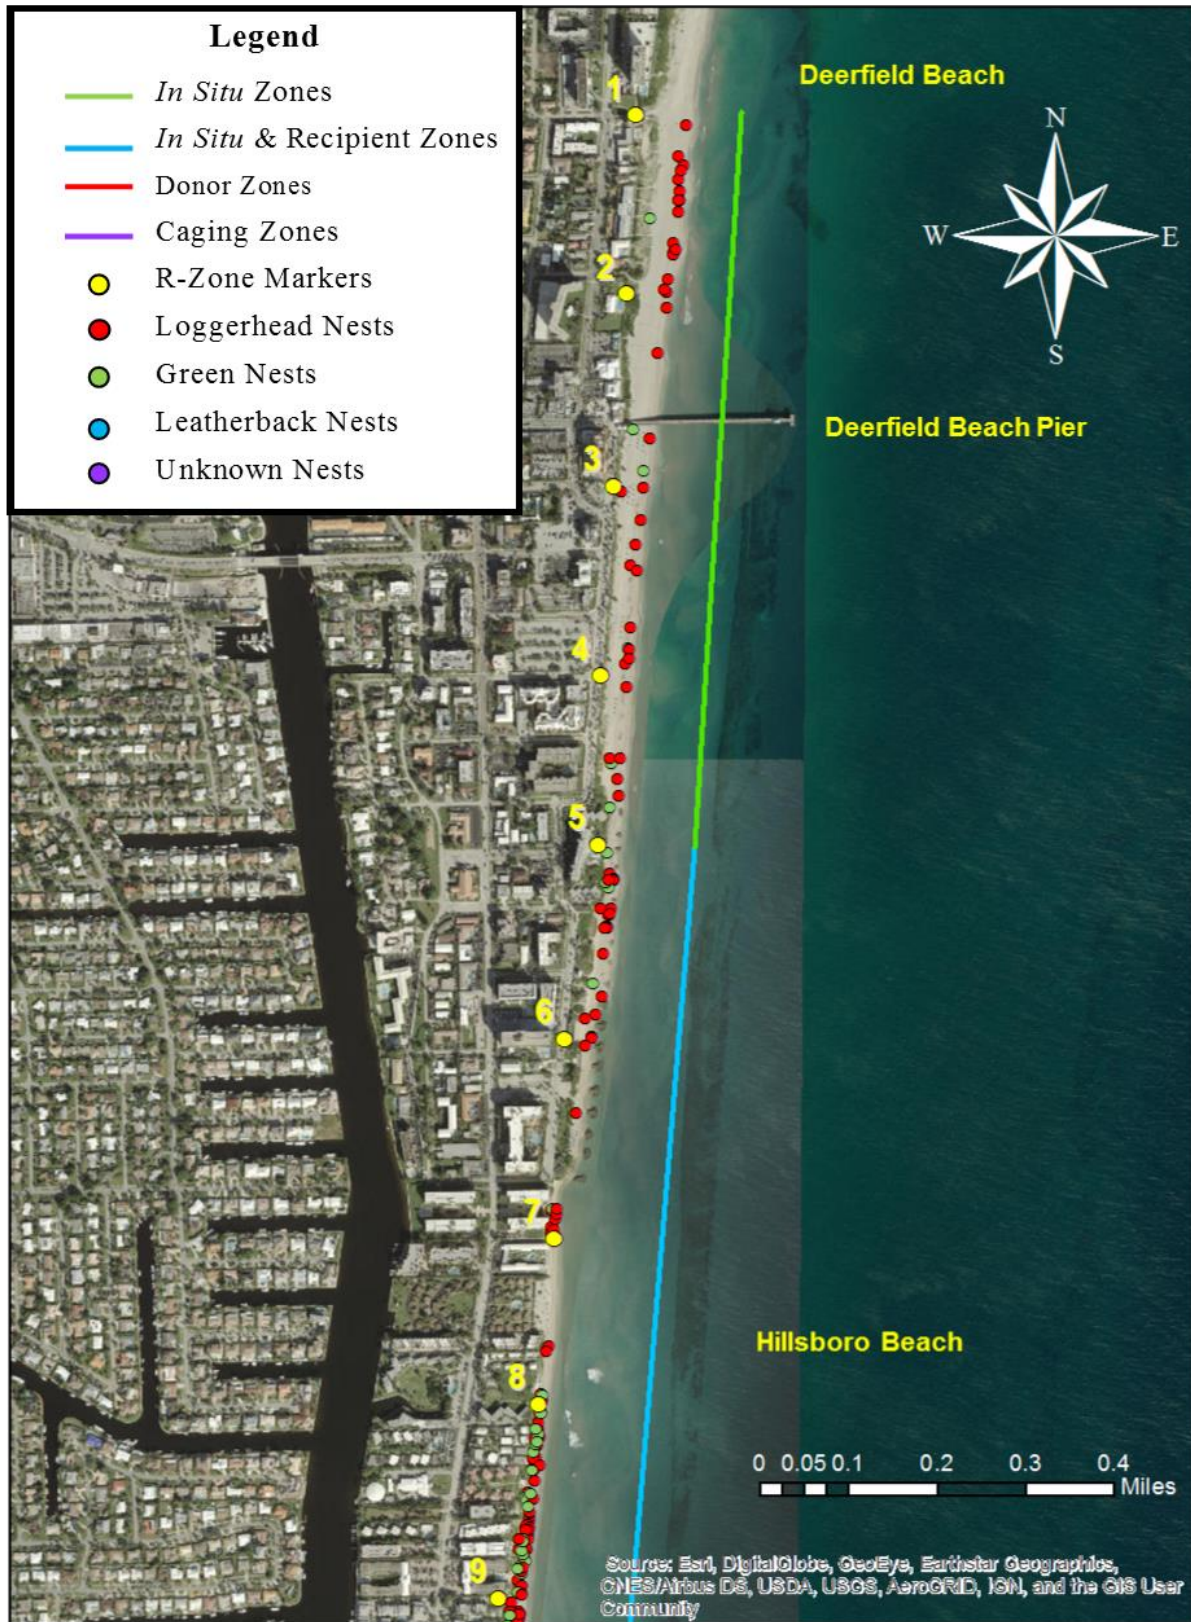 Legend
In Situ Zones
In Situ & Recipient Zones
Donor Zones
Caging Zones
R-Zone Markers
Loggerhead Nests
Green Nests
Leatherback Nests
Unknown Nests
Deerfield Beach
N
W
E
S
Deerfield Beach Pier
1
2
3
4
5
6
7
8
9
Hillsboro Beach
0 0.05 0.1 0.2 0.3 0.4
Miles
Source: Esri, DigitalGlobe, GeoEye, Earthstar Geographics,
CNES/Airbus DS, USDA, USGS, AeroGRID, IGN, and the GIS User
Community